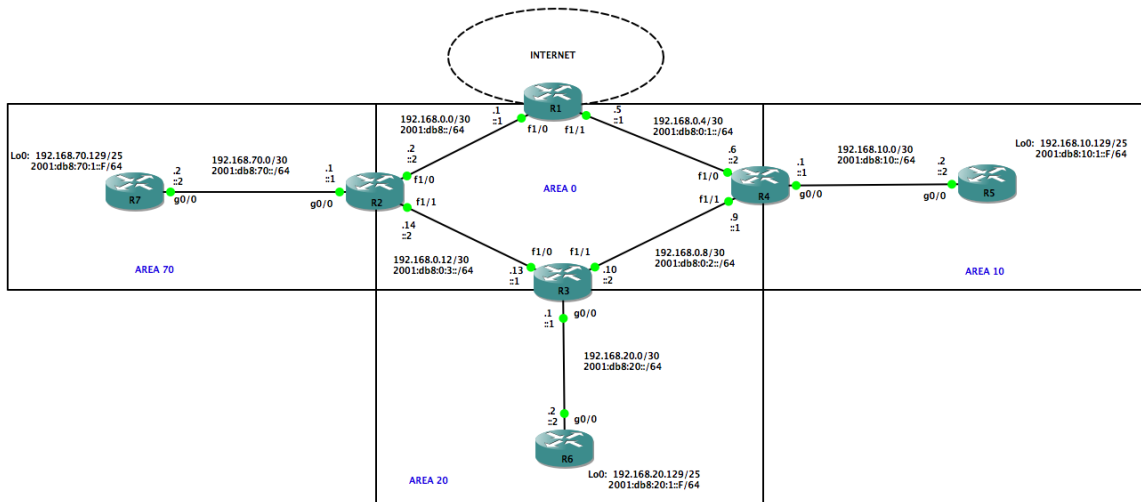 INTERNET
R1
.1
::1
f1/0
f1/1
.5
::1
192.168.0.0/30
2001:db8::/64
192.168.0.4/30
2001:db8:0:1::/64
Lo0: 192.168.70.129/25
2001:db8:70:1::F/64
192.168.70.0/30
2001:db8:70::/64
.2
::2
R7
g0/0
.1
::1
g0/0
R2
.2
::2
f1/0
f1/1
.14
::2
AREA 0
.6
::2
f1/0
R4
f1/1
.9
::1
.1
::1
g0/0
192.168.10.0/30
2001:db8:10::/64
.2
::2
g0/0
R5
Lo0: 192.168.10.129/25
2001:db8:10:1::F/64
192.168.0.12/30
2001:db8:0:3::/64
192.168.0.8/30
2001:db8:0:2::/64
f1/0
f1/1
.13
::1
.10
::2
R3
AREA 70
AREA 10
.1
::1
g0/0
192.168.20.0/30
2001:db8:20::/64
.2
::2
g0/0
R6
Lo0: 192.168.20.129/25
2001:db8:20:1::F/64
AREA 20